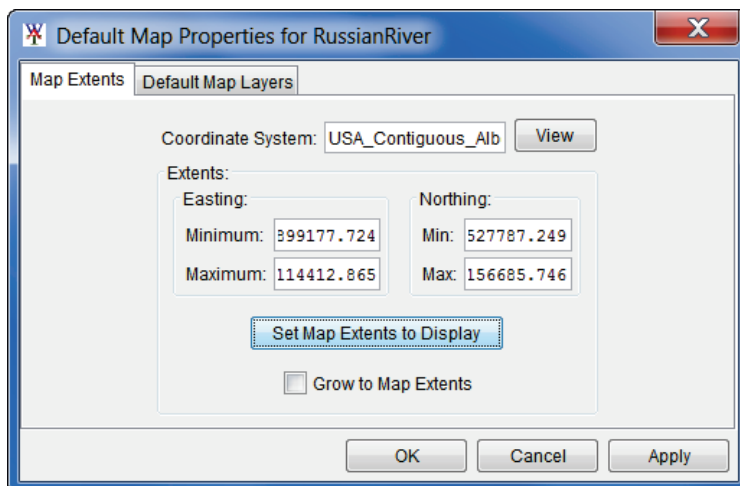 Default Map Properties for RussianRiver
Map Extents
Default Map Layers
Coordinate System: USA_Contiguous_Alb View
Extents:
Easting:
Minimum: 899177.724
Maximum: 114412.865
Northing:
Min: 527787.249
Max: 156685.746
Set Map Extents to Display
Grow to Map Extents
OK Cancel Apply